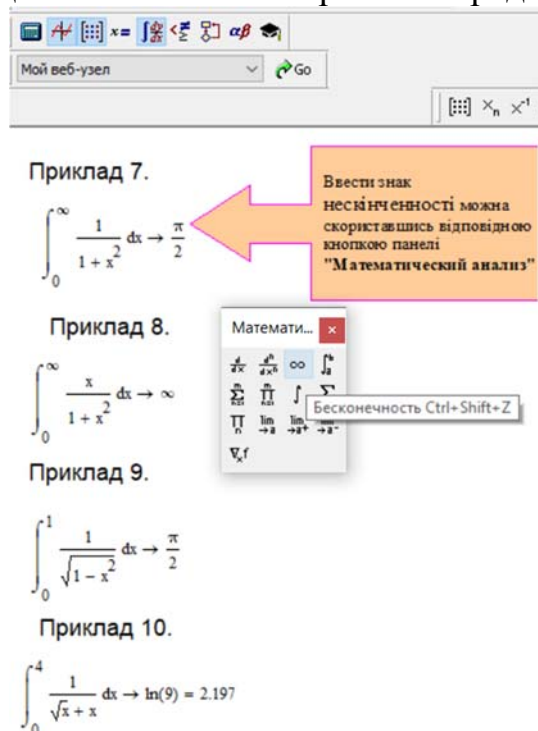 Мой веб-узел
Go
Приклад 7.
∫₀^∞ 1/(1 + x²) dx → π/2
Ввести знак
нескінченності можна
скориставшись відповідною
кнопкою панелі
"Математический анализ"
Приклад 8.
∫₀^∞ x/(1 + x²) dx → ∞
Математи...
Бесконечность Ctrl+Shift+Z
Приклад 9.
∫₀^1 1/√(1 − x²) dx → π/2
Приклад 10.
∫₀^4 1/(√x + x) dx → ln(9) = 2.197